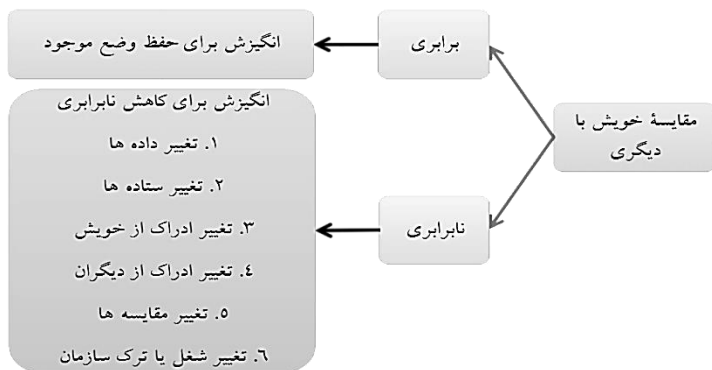 مقایسهٔ خویش با
دیگری
برابری
انگیزش برای حفظ وضع موجود
نابرابری
انگیزش برای کاهش نابرابری
۱. تغییر داده ها
۲. تغییر ستاده ها
۳. تغییر ادراک از خویش
۴. تغییر ادراک از دیگران
۵. تغییر مقایسه ها
۶. تغییر شغل یا ترک سازمان